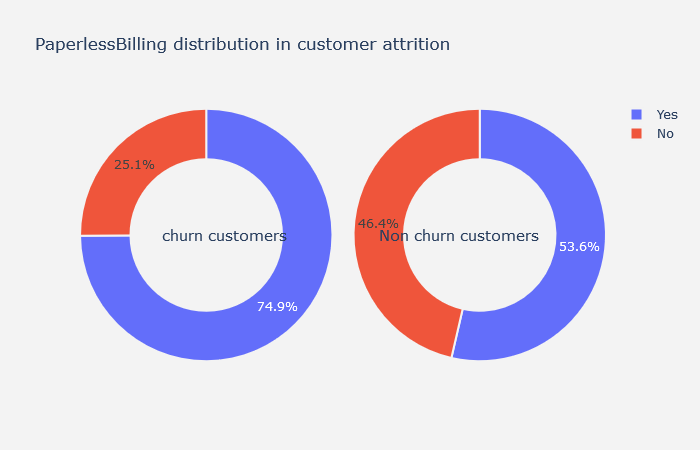 PaperlessBilling distribution in customer attrition
Yes
No
25.1%
churn customers
74.9%
46.4%
Non churn customers
53.6%